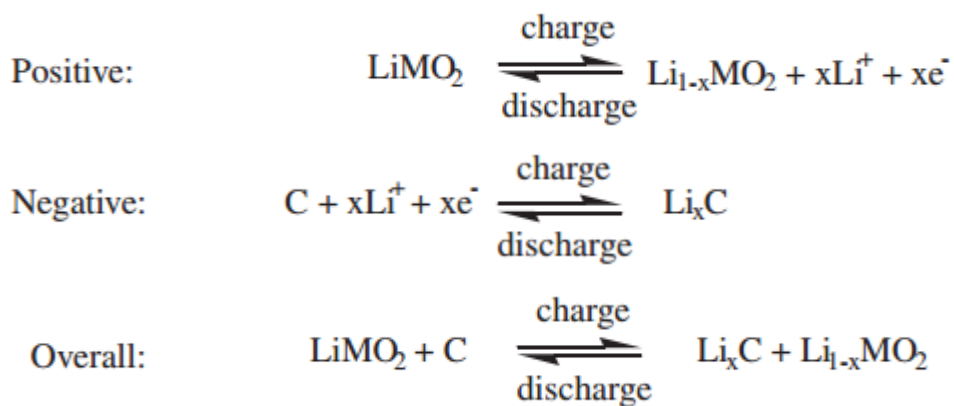 charge
Positive: LiMO₂ ⇌ Li₁₋ₓMO₂ + xLi⁺ + xe⁻
discharge
charge
Negative: C + xLi⁺ + xe⁻ ⇌ LiₓC
discharge
charge
Overall: LiMO₂ + C ⇌ LiₓC + Li₁₋ₓMO₂
discharge